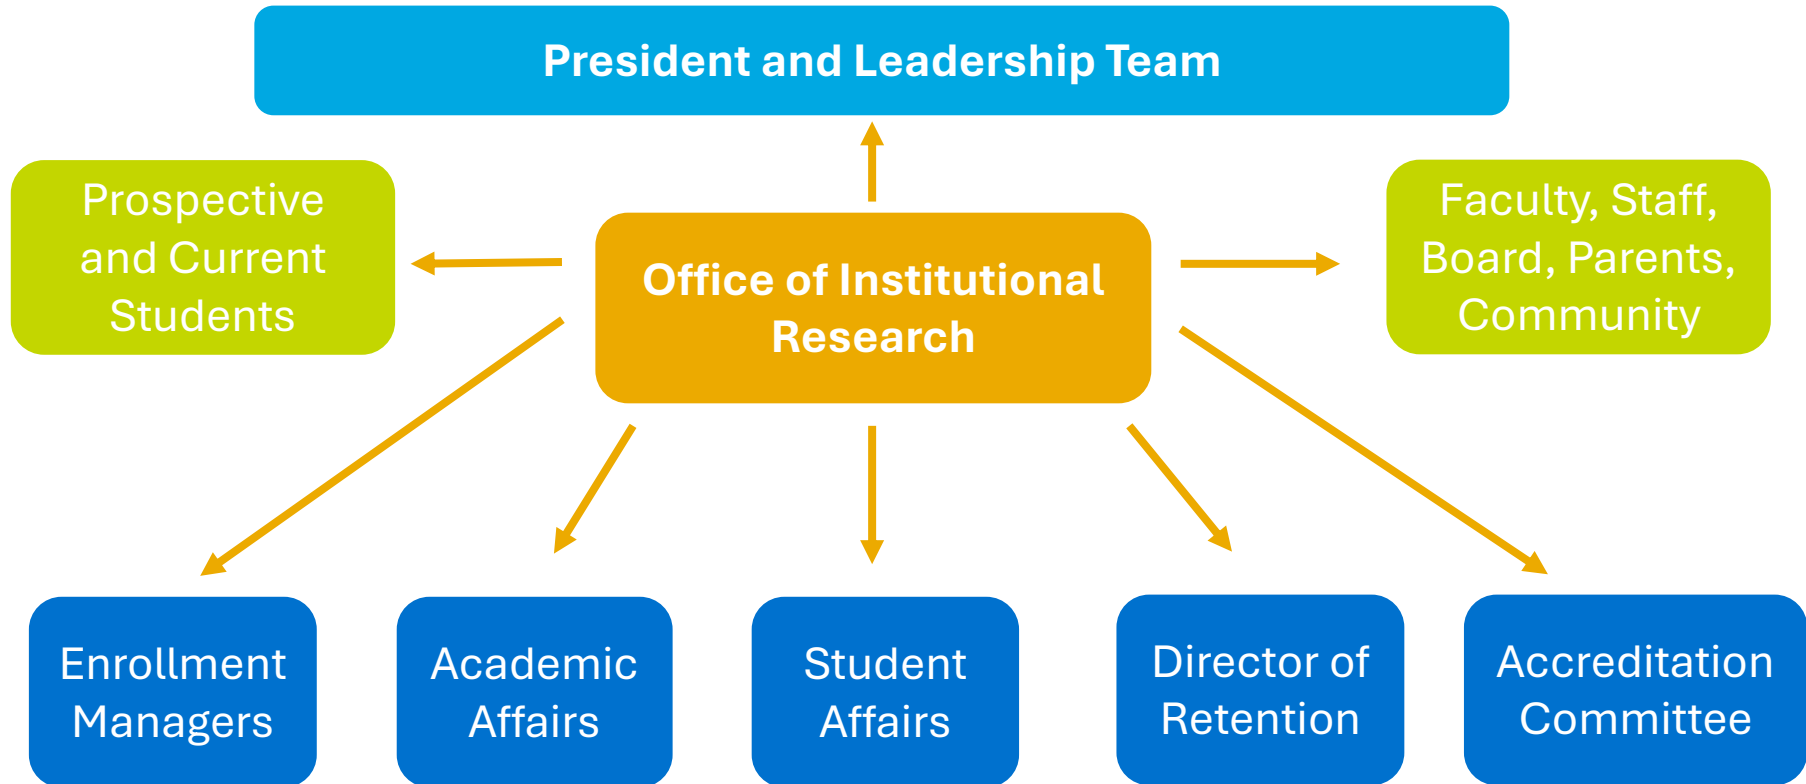 President and Leadership Team
Prospective
and Current
Students
Office of Institutional
Research
Faculty, Staff,
Board, Parents,
Community
Enrollment
Managers
Academic
Affairs
Student
Affairs
Director of
Retention
Accreditation
Committee